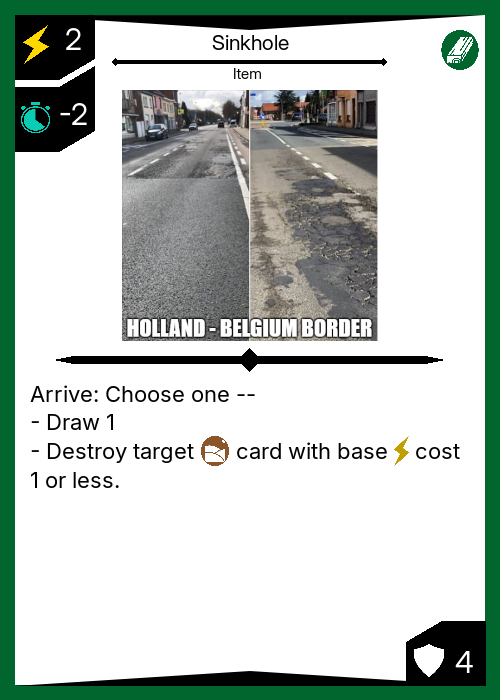 2
Sinkhole
Item
-2
HOLLAND - BELGIUM BORDER
Arrive: Choose one --
- Draw 1
- Destroy target card with base cost
1 or less.
4